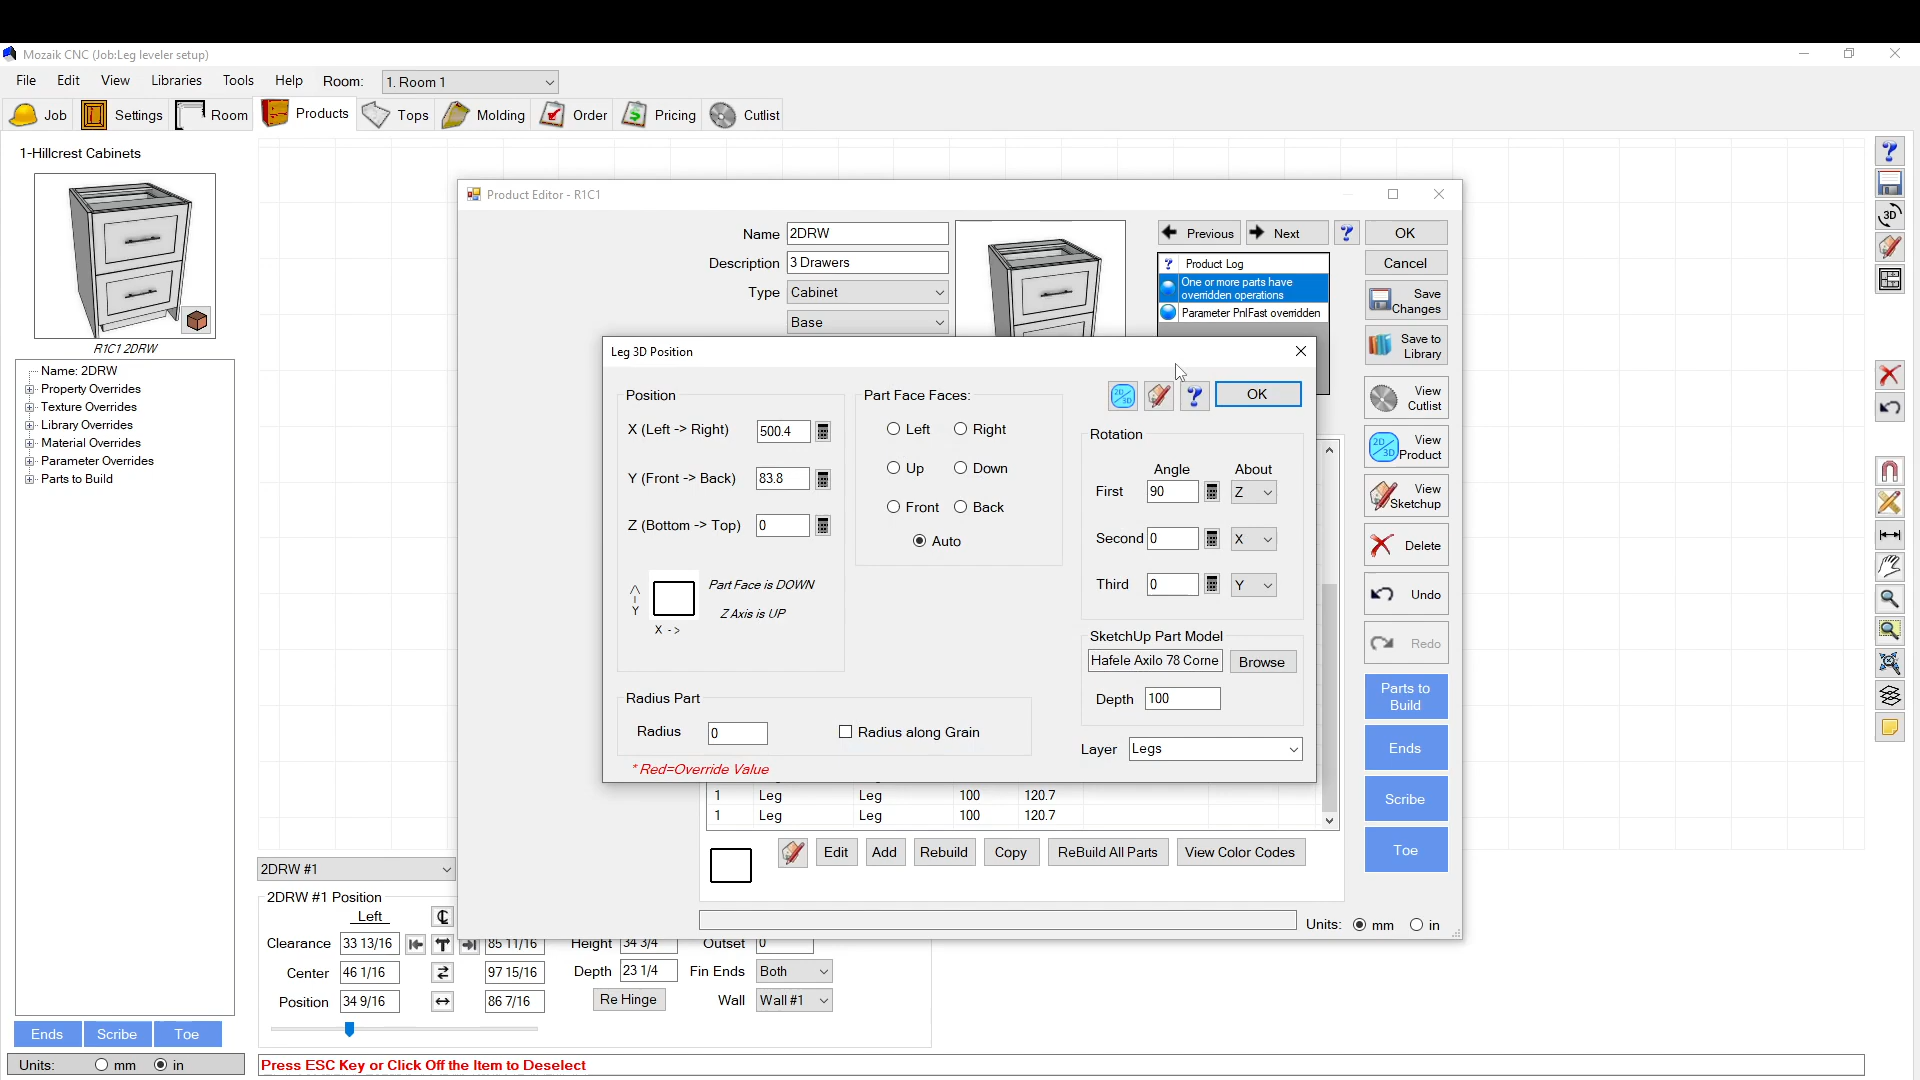 Mozaik CNC (Job:Leg leveler setup)
File Edit View Libraries Tools Help Room: 1. Room 1
Job Settings Room Products Tops Molding Order Pricing Cutlist
1-Hillcrest Cabinets
R1C1 2DRW
Name: 2DRW
Property Overrides
Texture Overrides
Library Overrides
Material Overrides
Parameter Overrides
Parts to Build
Ends Scribe Toe
Units: mm in
Product Editor - R1C1
Name 2DRW
Description 3 Drawers
Type Cabinet
Base
Previous Next ? OK
? Product Log
One or more parts have
overridden operations
Parameter PnlFast overridden
Cancel
Save
Changes
Save to
Library
View
Cutlist
2D/3D
View
Product
View
Sketchup
Delete
Undo
Redo
Parts to
Build
Ends
Scribe
Toe
Leg 3D Position
Position
X (Left -> Right) 500.4
Y (Front -> Back) 83.8
Z (Bottom -> Top) 0
Part Face is DOWN
Z Axis is UP
Y
X ->
Part Face Faces:
Left Right
Up Down
Front Back
Auto
2D/3D ? OK
Rotation
Angle About
First 90 Z
Second 0 X
Third 0 Y
SketchUp Part Model
Hafele Axilo 78 Corne Browse
Depth 100
Layer Legs
Radius Part
Radius 0 Radius along Grain
* Red=Override Value
1 Leg Leg 100 120.7
1 Leg Leg 100 120.7
Edit Add Rebuild Copy ReBuild All Parts View Color Codes
Units: mm in
2DRW #1
2DRW #1 Position
Left
Clearance 33 13/16 85 11/16 Height 34 3/4 Outset 0
Center 46 1/16 97 15/16 Depth 23 1/4 Fin Ends Both
Position 34 9/16 86 7/16 Re Hinge Wall Wall #1
Press ESC Key or Click Off the Item to Deselect
?
3D